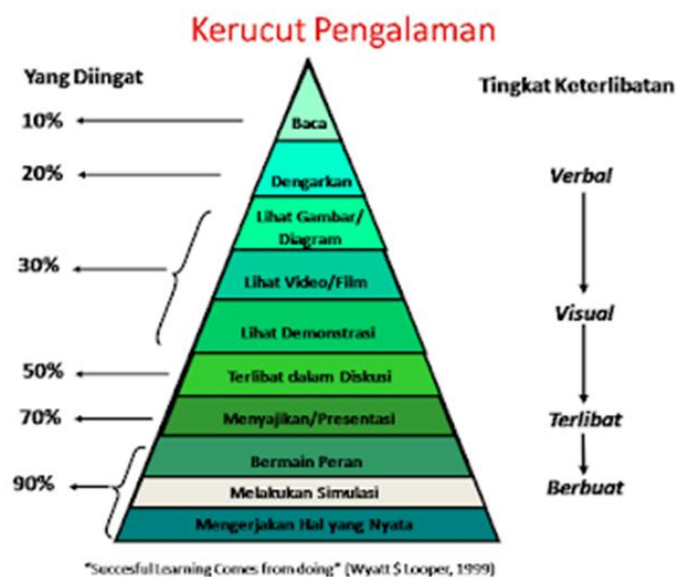 Kerucut Pengalaman
Yang Diingat
Tingkat Keterlibatan
10%
Baca
20%
Dengarkan
Verbal
Lihat Gambar/
Diagram
30%
Lihat Video/Film
Visual
Lihat Demonstrasi
50%
Terlibat dalam Diskusi
70%
Menyajikan/Presentasi
Terlibat
Bermain Peran
90%
Melakukan Simulasi
Berbuat
Mengerjakan Hal yang Nyata
"Succesful Learning Comes from doing" (Wyatt $ Looper, 1999)